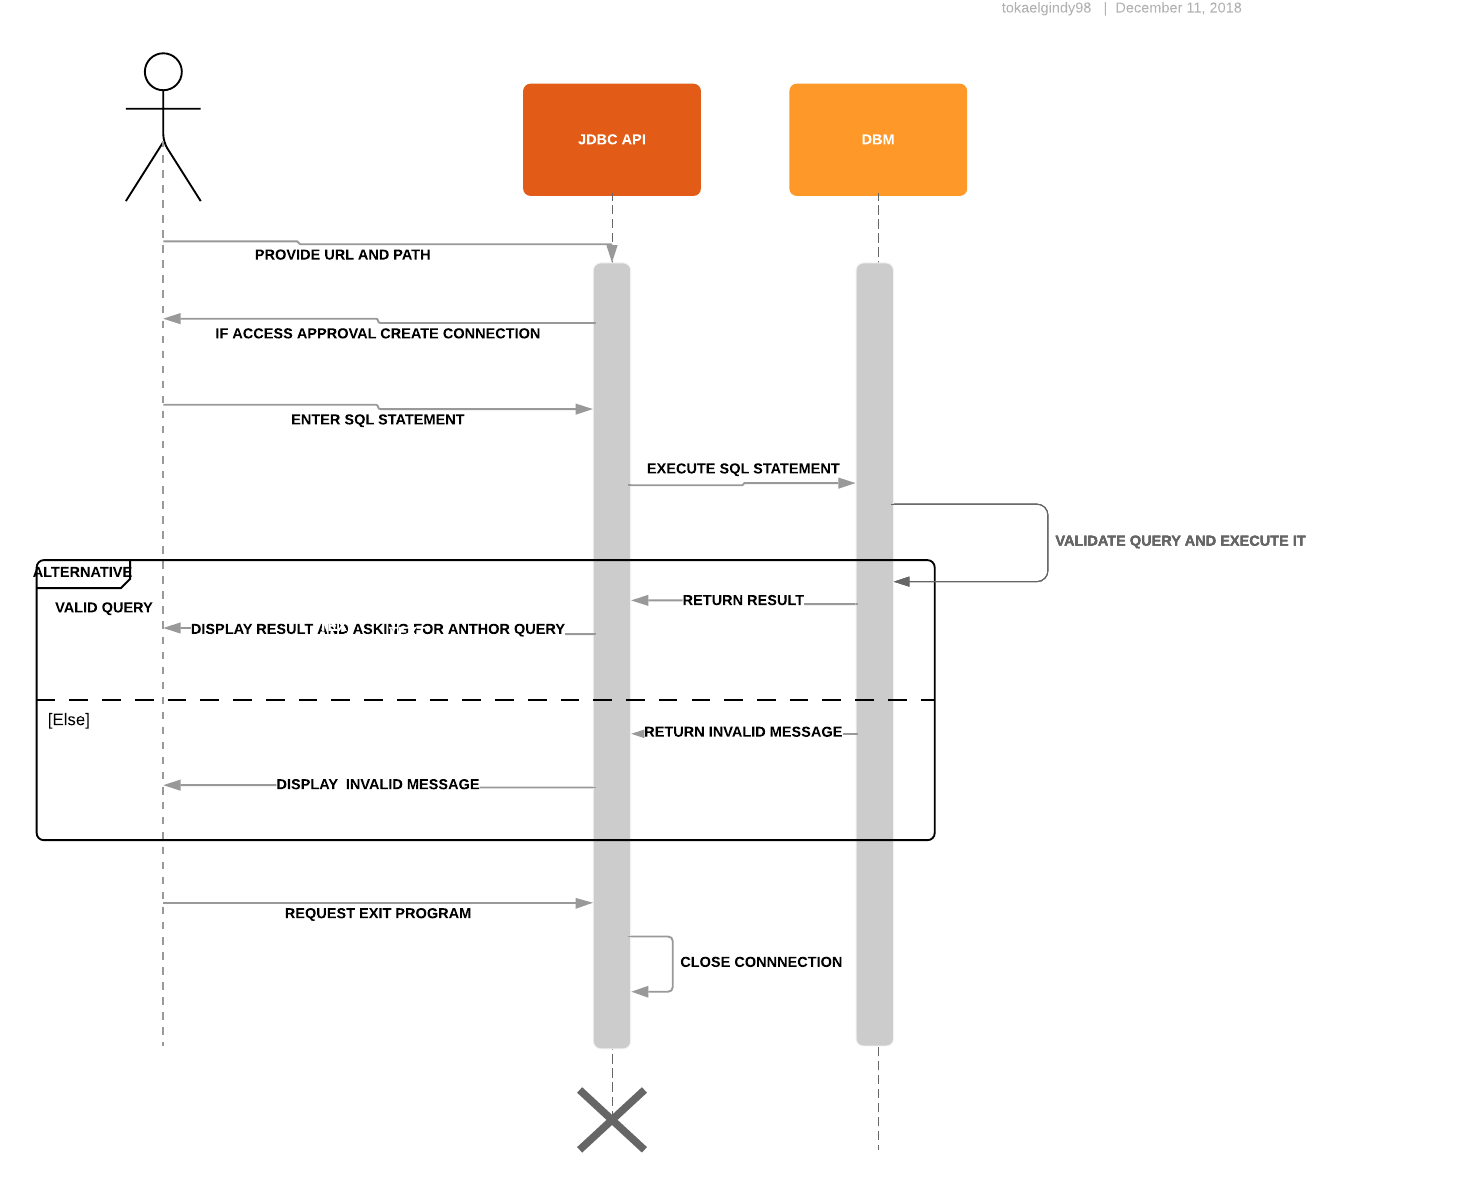 tokaelgindy98 | December 11, 2018
JDBC API
DBM
PROVIDE URL AND PATH
IF ACCESS APPROVAL CREATE CONNECTION
ENTER SQL STATEMENT
EXECUTE SQL STATEMENT
VALIDATE QUERY AND EXECUTE IT
ALTERNATIVE
VALID QUERY
RETURN RESULT
DISPLAY RESULT AND ASKING FOR ANTHOR QUERY
[Else]
RETURN INVALID MESSAGE
DISPLAY  INVALID MESSAGE
REQUEST EXIT PROGRAM
CLOSE CONNNECTION